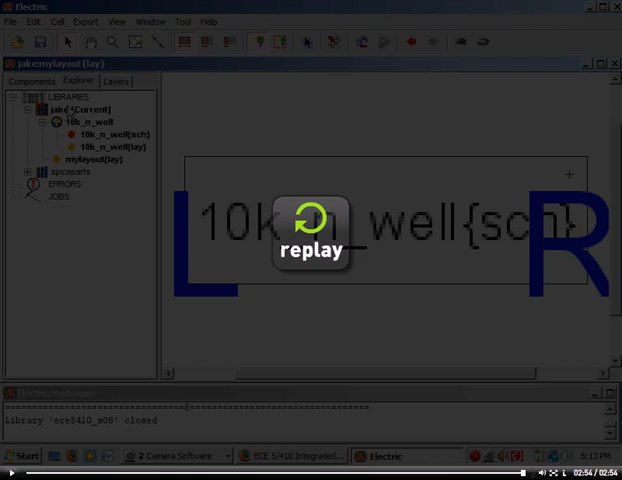 Electric
File Edit Cell Export View Window Tool Help
jake:mylayout{lay}
Components Explorer Layers
LIBRARIES
jake [Current]
10k_n_well
10k_n_well{sch}
10k_n_well{lay}
mylayout{lay}
spiceparts
ERRORS
JOBS
L 10k_n_well{sch} R
replay
Electric Messages
Library 'ece5410_m08' closed
Start 2 Camera Software ECE 5/410 Integrated... Electric 5:13 PM
02:54 / 02:54